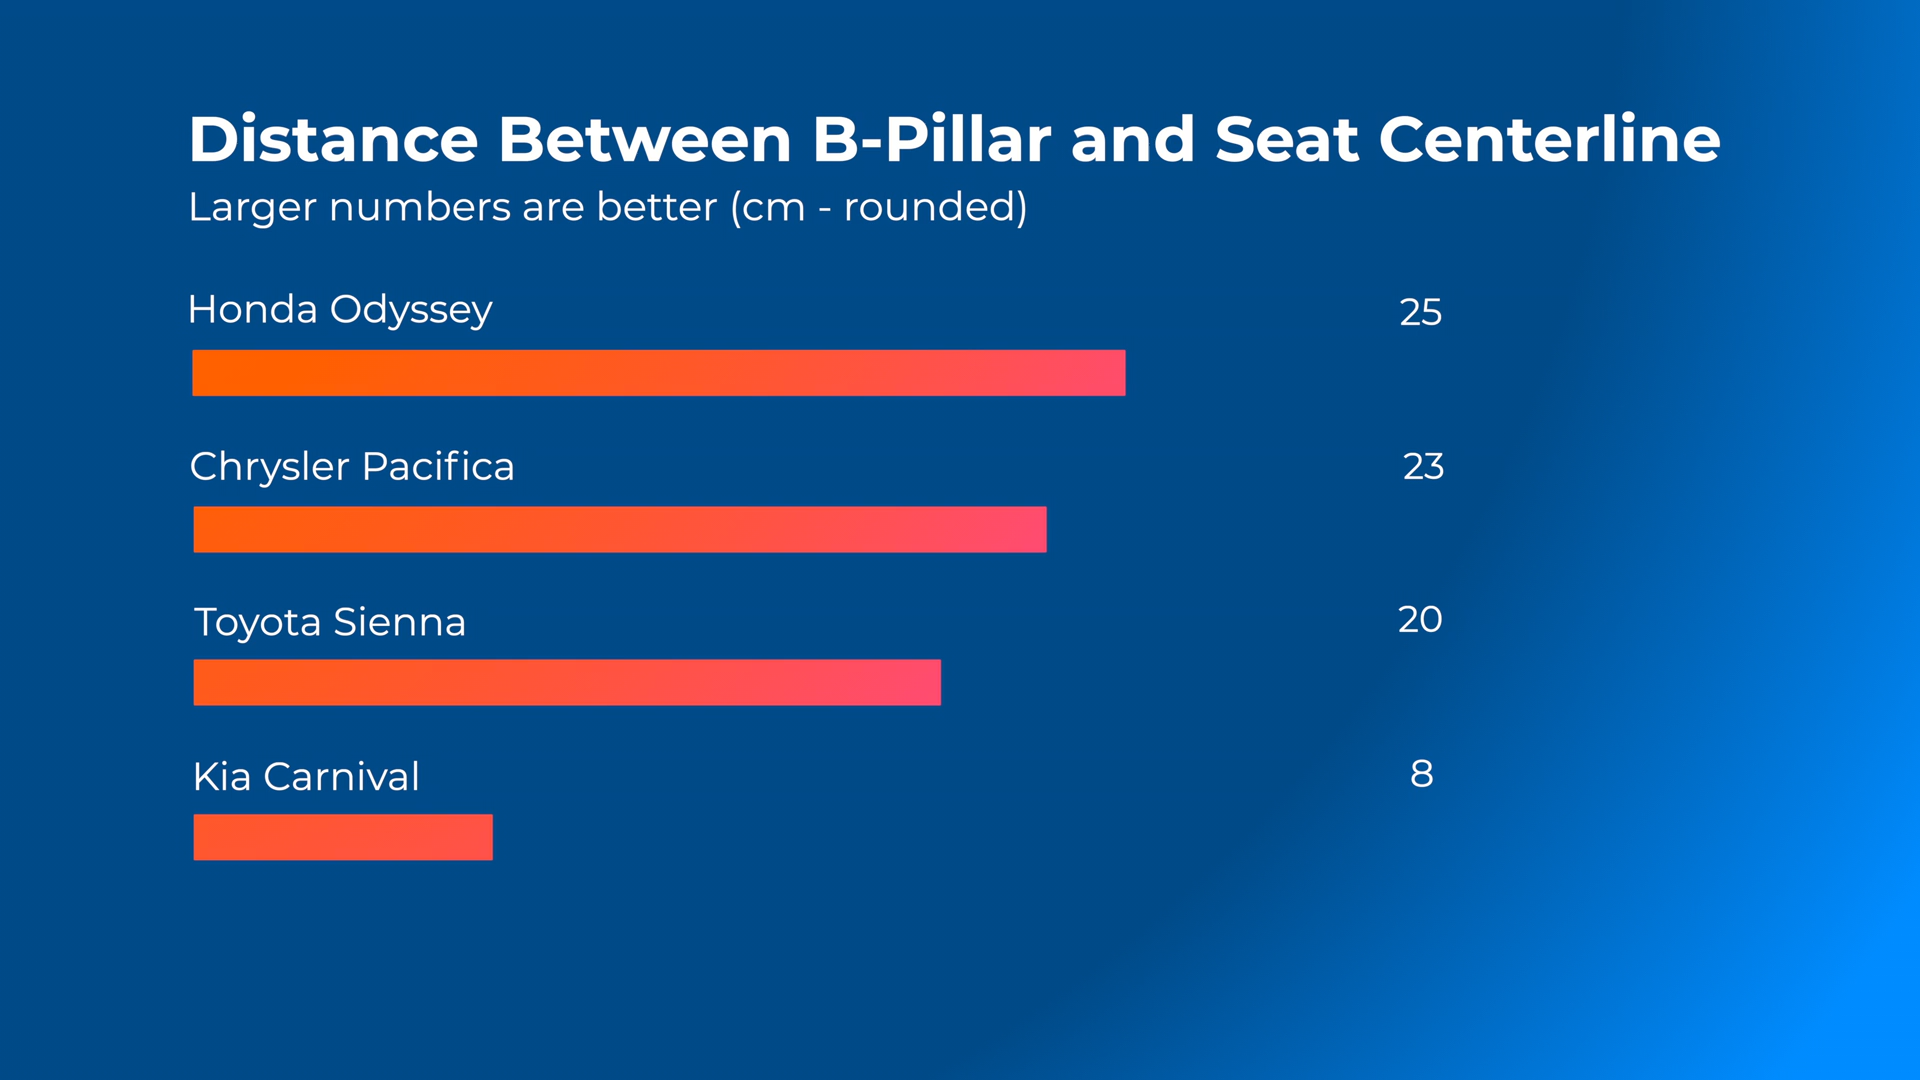 Distance Between B-Pillar and Seat Centerline
Larger numbers are better (cm - rounded)
Honda Odyssey 25
Chrysler Pacifica 23
Toyota Sienna 20
Kia Carnival 8